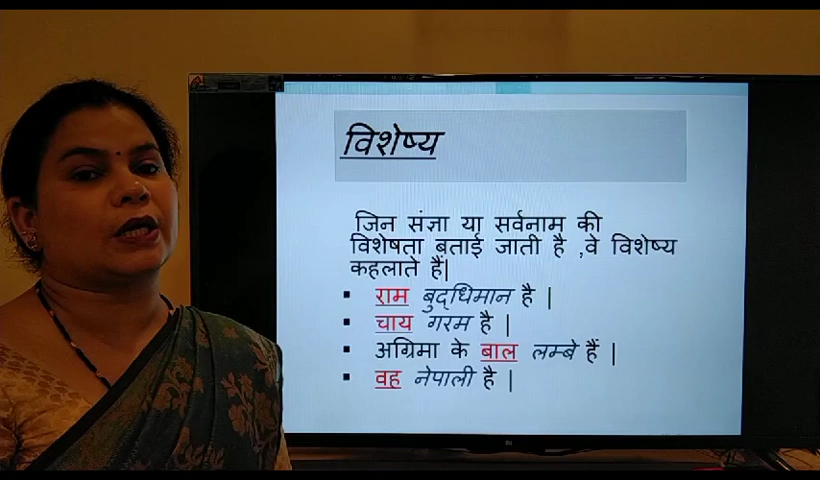 विशेष्य
जिन संज्ञा या सर्वनाम की
विशेषता बताई जाती है ,वे विशेष्य
कहलाते हैं|
▪ राम बुद्धिमान है |
▪ चाय गरम है |
▪ अग्रिमा के बाल लम्बे हैं |
▪ वह नेपाली है |